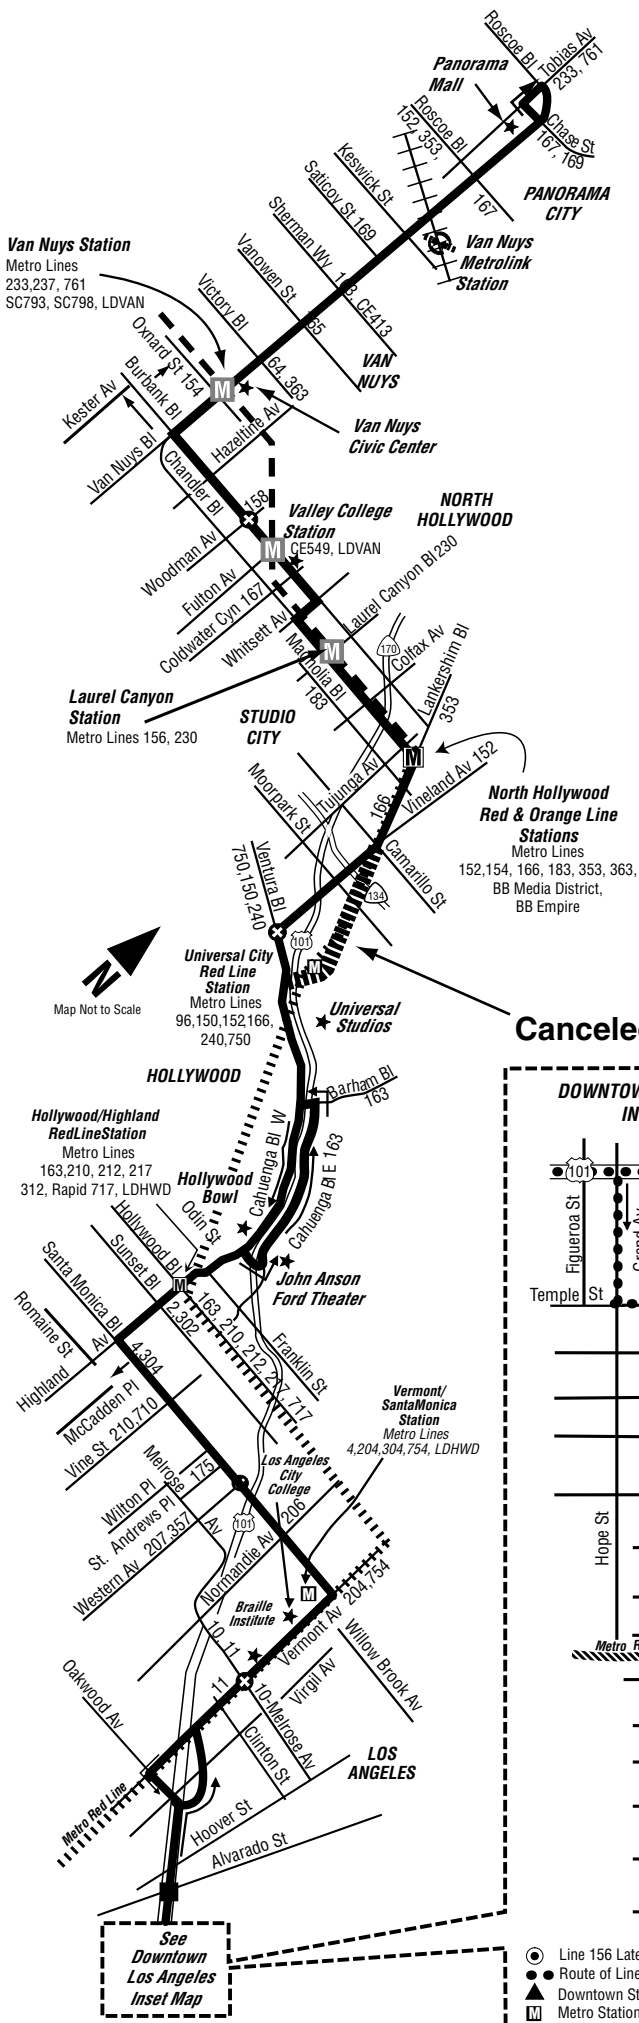 Roscoe Bl
Tobias Av
233, 761
Panorama
Mall
Roscoe Bl
152, 353,
Chase St
167, 169
167
PANORAMA
CITY
Keswick St
Saticoy St 169
Sherman Wy
CE413
Vanowen St
Victory Bl
64, 363
Van Nuys
Metrolink
Station
VAN
NUYS
Van Nuys Station
Metro Lines
233,237, 761
SC793, SC798, LDVAN
Oxnard St 154
Burbank Bl
Kester Av
Van Nuys Bl
M
Hazeltine Av
Van Nuys
Civic Center
Chandler Bl
158
Woodman Av
Valley College
Station
CE549, LDVAN
M
NORTH
HOLLYWOOD
Fulton Av
Coldwater Cyn 167
Whitsett Av
Laurel Canyon Bl 230
M
170
Colfax Av
Lankershim Bl
353
Magnolia Bl
183
Laurel Canyon
Station
Metro Lines 156, 230
STUDIO
CITY
M
Tujunga Av
Vineland Av 152
166
Moorpark St
Camarillo St
134
North Hollywood
Red & Orange Line
Stations
Metro Lines
152,154, 166, 183, 353, 363,
BB Media District,
BB Empire
Ventura Bl
750,150,240
101
N
Map Not to Scale
Universal City
Red Line
Station
Metro Lines
96,150,152,166,
240,750
M
Universal
Studios
Cancele
HOLLYWOOD
Barham Bl
163
Hollywood/Highland
RedLineStation
Metro Lines
163,210, 212, 217
312, Rapid 717, LDHWD
Cahuenga Bl W
Cahuenga Bl E 163
Hollywood
Bowl
Odin St
Hollywood Bl
Sunset Bl
2,302
M
John Anson
Ford Theater
163, 210, 212, 217, 717
Franklin St
Santa Monica Bl
4,304
Romaine St
Highland Av
McCadden Pl
Vine St 210,710
Vermont/
SantaMonica
Station
Metro Lines
4,204,304,754, LDHWD
Melrose Av
Wilton Pl
175
St. Andrews Pl
Western Av 207,357
101
Los Angeles
City
College
Normandie Av 206
M
Braille
Institute
10, 11
Vermont Av 204,754
Willow Brook Av
Virgil Av
11
10-Melrose Av
Oakwood Av
Clinton St
LOS
ANGELES
Metro Red Line
Hoover St
Alvarado St
See
Downtown
Los Angeles
Inset Map
DOWNTOW
IN
101
Figueroa St
Grand Av
Temple St
Hope St
Metro R
Line 156 Late
Route of Line
Downtown St
M Metro Station